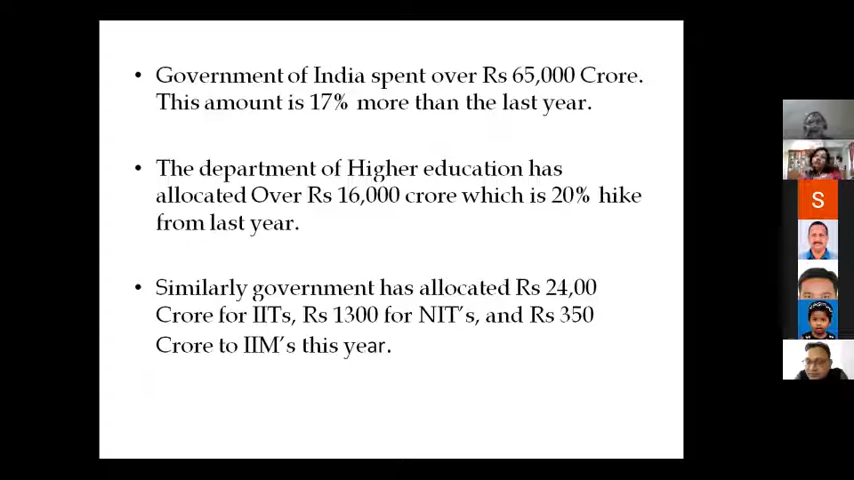 • Government of India spent over Rs 65,000 Crore.
This amount is 17% more than the last year.
• The department of Higher education has
allocated Over Rs 16,000 crore which is 20% hike
from last year.
• Similarly government has allocated Rs 24,00
Crore for IITs, Rs 1300 for NIT's, and Rs 350
Crore to IIM's this year.
S